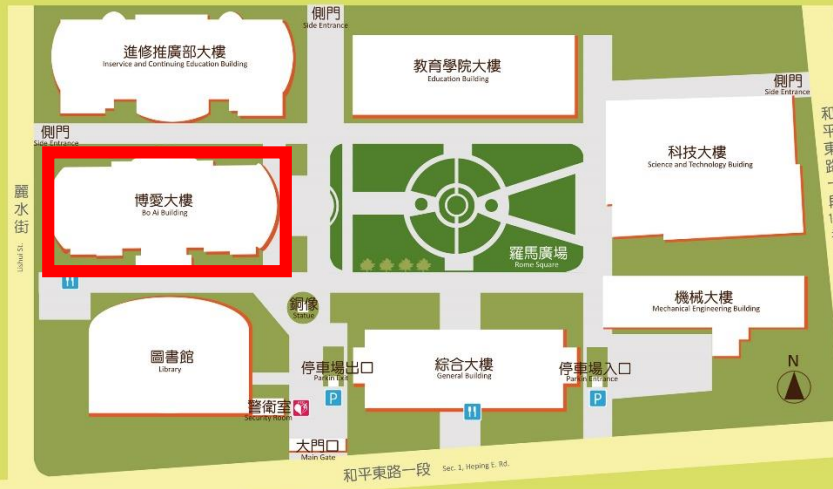 側門
Side Entrance
進修推廣部大樓
Inservice and Continuing Education Building
教育學院大樓
Education Building
側門
Side Entrance
側門
Side Entrance
科技大樓
Science and Technology Buiding
博愛大樓
Bo Ai Building
麗水街
Lishui St.
羅馬廣場
Rome Square
銅像
Statue
機械大樓
Mechanical Engineering Building
圖書館
Library
停車場出口
Parkin Exit
P
綜合大樓
General Building
停車場入口
Parkin Entrance
P
N
警衛室
Security Room
大門口
Main Gate
和平東路一段 Sec. 1, Heping E. Rd.
和平東路一段